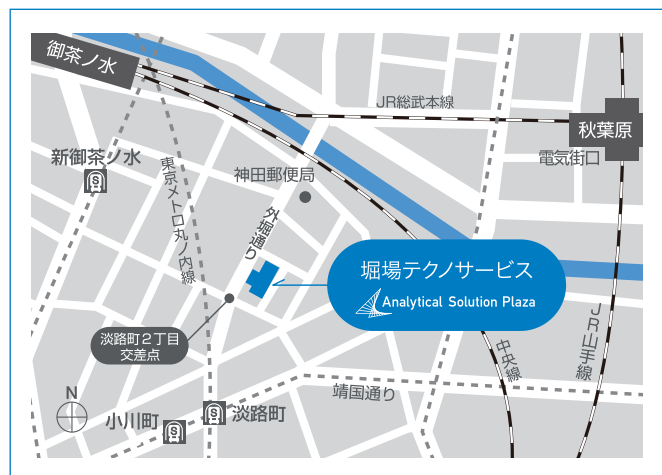 御茶ノ水
JR総武本線
秋葉原
電気街口
新御茶ノ水
S
東京メトロ丸ノ内線
神田郵便局
外堀通り
堀場テクノサービス
Analytical Solution Plaza
淡路町2丁目
交差点
中央線
JR山手線
靖国通り
N
小川町
S
S
淡路町